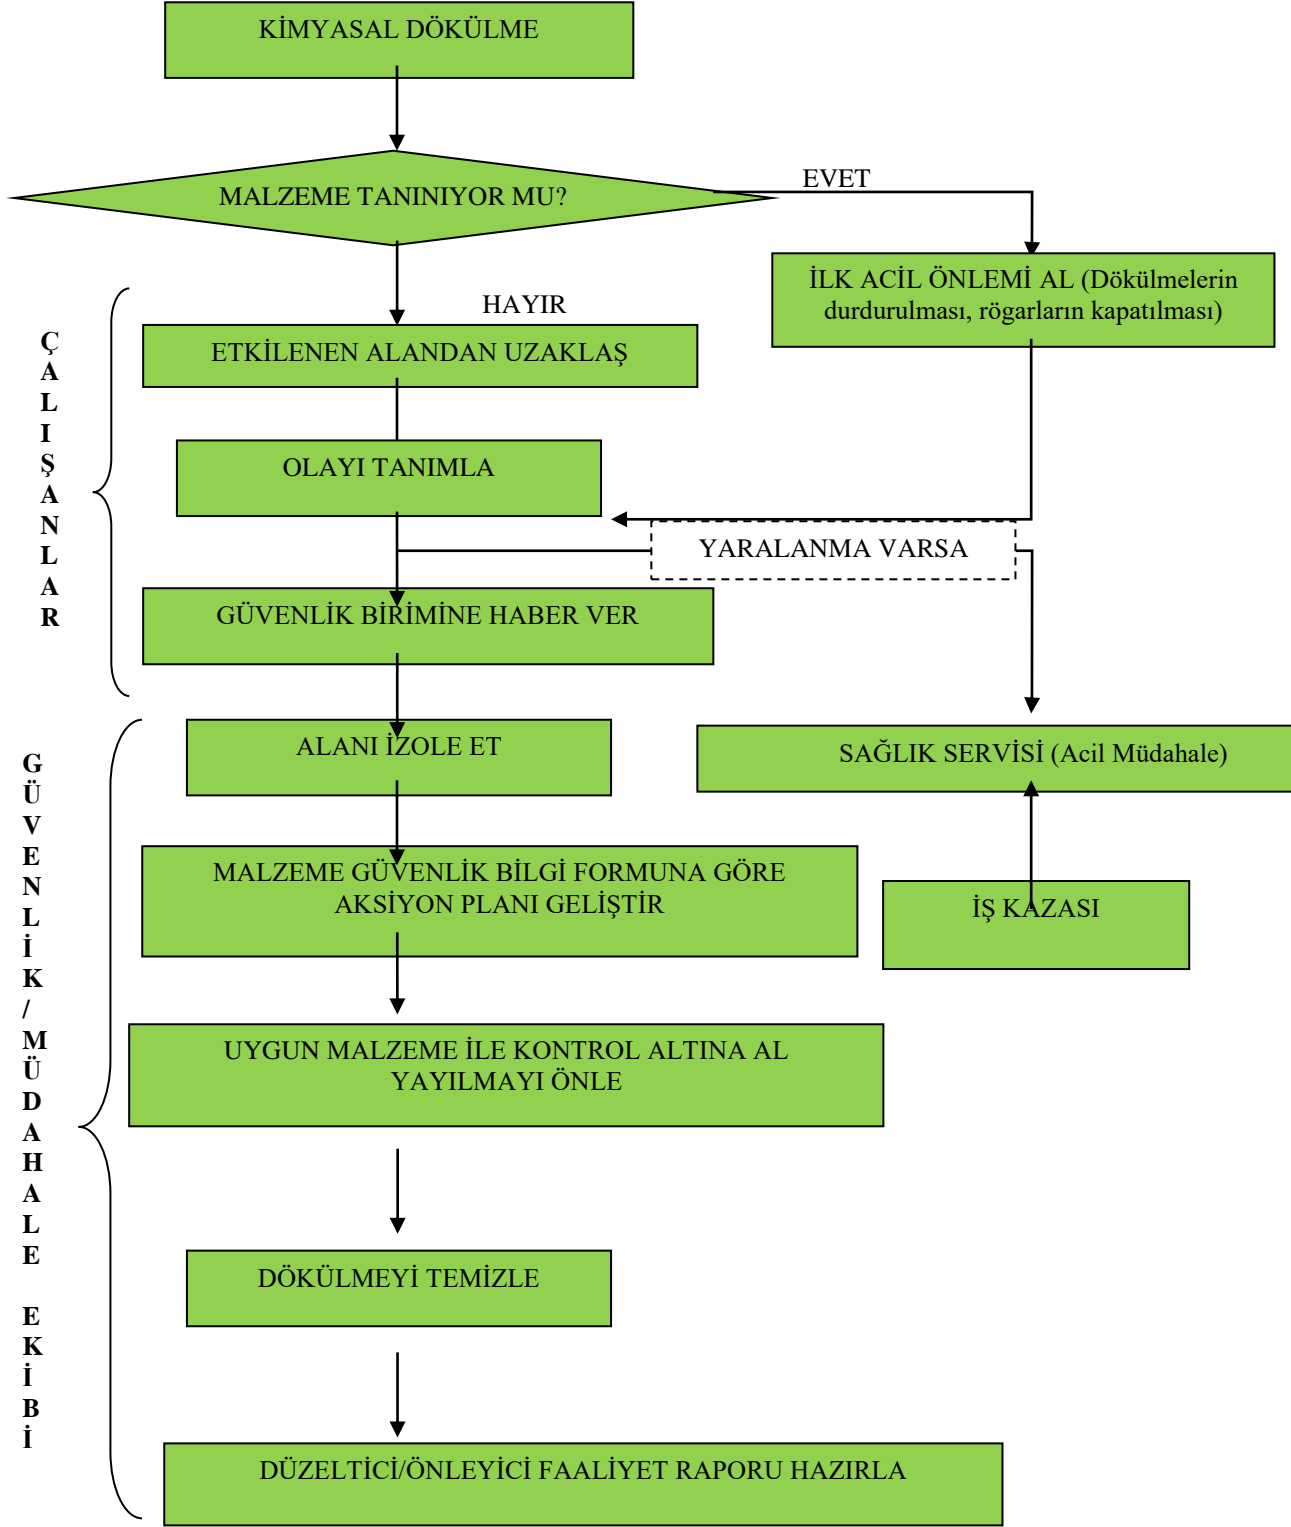 KİMYASAL DÖKÜLME
MALZEME TANINIYOR MU?
EVET
İLK ACİL ÖNLEMİ AL (Dökülmelerin
durdurulması, rögarların kapatılması)
HAYIR
ETKİLENEN ALANDAN UZAKLAŞ
OLAYI TANIMLA
YARALANMA VARSA
GÜVENLİK BİRİMİNE HABER VER
ÇALIŞANLAR
ALANI İZOLE ET
SAĞLIK SERVİSİ (Acil Müdahale)
MALZEME GÜVENLİK BİLGİ FORMUNA GÖRE
AKSİYON PLANI GELİŞTİR
İŞ KAZASI
UYGUN MALZEME İLE KONTROL ALTINA AL
YAYILMAYI ÖNLE
DÖKÜLMEYİ TEMİZLE
DÜZELTİCİ/ÖNLEYİCİ FAALİYET RAPORU HAZIRLA
GÜVENLİK/MÜDAHALE EKİBİ